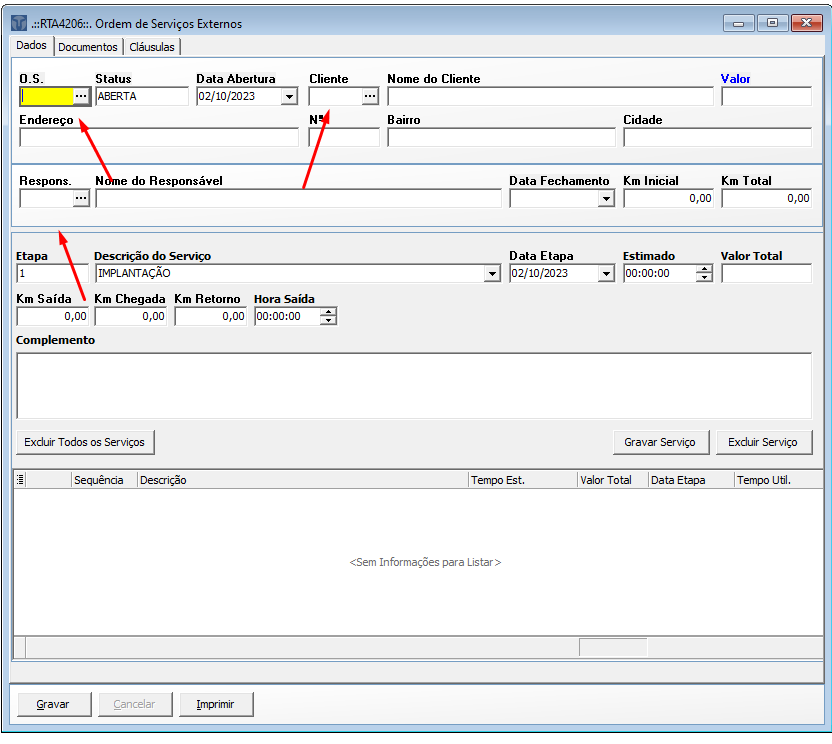 .::RTA4206::. Ordem de Serviços Externos
Dados Documentos Cláusulas
O.S. Status Data Abertura Cliente Nome do Cliente Valor
... ABERTA 02/10/2023 ...
Endereço Nº Bairro Cidade
Respons. Nome do Responsável Data Fechamento Km Inicial Km Total
... 0,00 0,00
Etapa Descrição do Serviço Data Etapa Estimado Valor Total
1 IMPLANTAÇÃO 02/10/2023 00:00:00
Km Saída Km Chegada Km Retorno Hora Saída
0,00 0,00 0,00 00:00:00
Complemento
Excluir Todos os Serviços Gravar Serviço Excluir Serviço
Sequência Descrição Tempo Est. Valor Total Data Etapa Tempo Util.
<Sem Informações para Listar>
Gravar Cancelar Imprimir